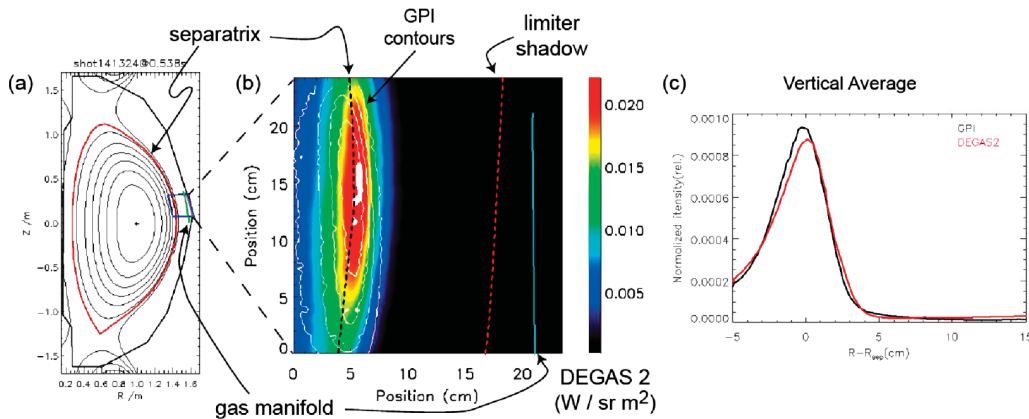 separatrix
GPI
contours
limiter
shadow
(a)
shot141324@0.538s
(b)
(c)
Vertical Average
1.5
1.0
0.5
0.0
-0.5
-1.0
-1.5
Z /m
0.2 0.4 0.6 0.8 1.0 1.2 1.4 1.6
R /m
gas manifold
20
15
10
5
0
Position (cm)
0 5 10 15 20
Position (cm)
0.020
0.015
0.010
0.005
DEGAS 2
(W / sr m²)
GPI
DEGAS2
0.0010
0.0008
0.0006
0.0004
0.0002
0.0000
Normalized itensity(rel.)
-5 0 5 10 15
R-Rsep(cm)